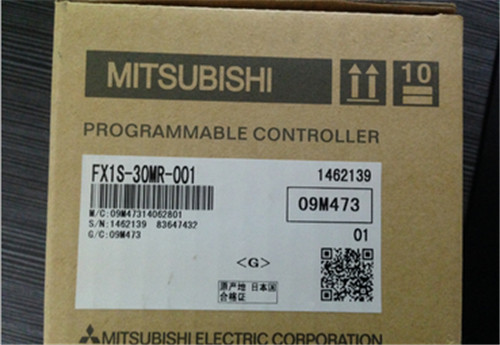 MITSUBISHI
10
PROGRAMMABLE CONTROLLER
FX1S-30MR-001 1462139
M/C:09M47314062801
09M473
S/N:1462139 83647432
G/C:09M473
01
<G>
原产地 日本国
合格证
MITSUBISHI ELECTRIC CORPORATION